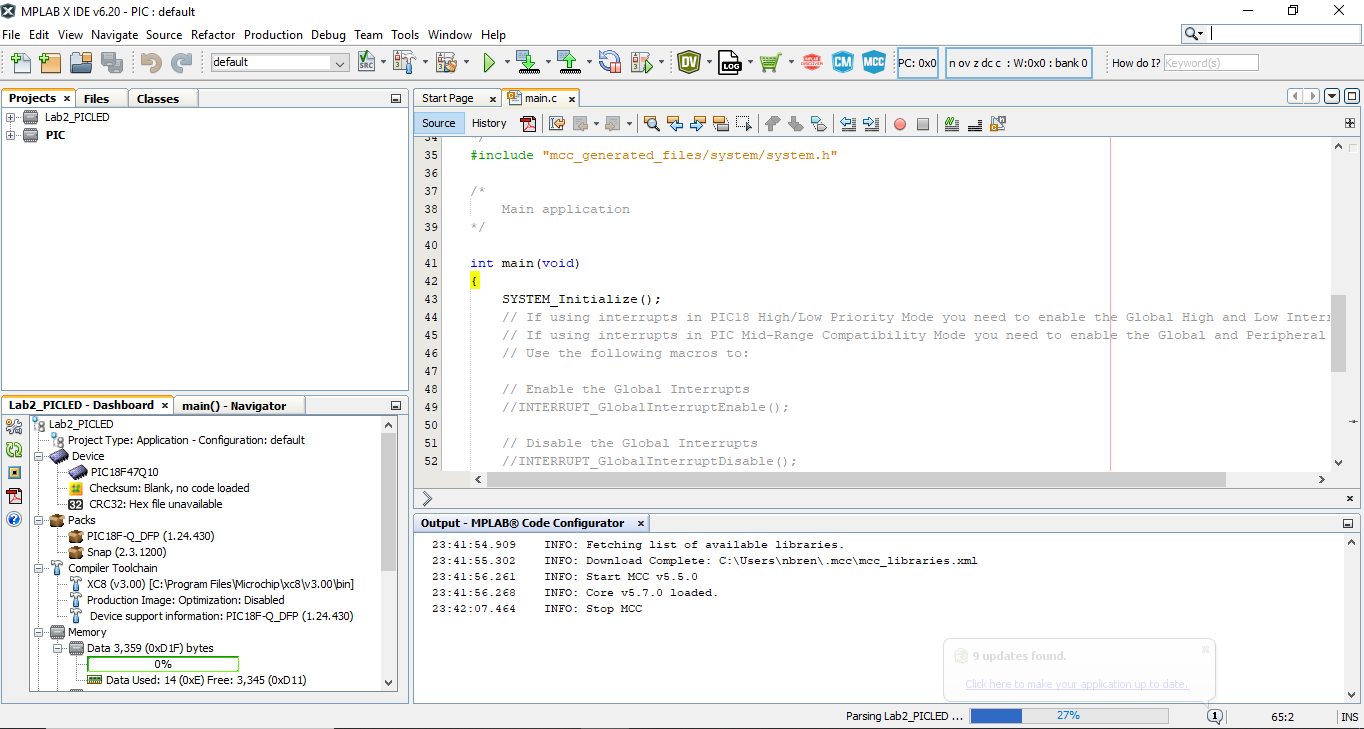 MPLAB X IDE v6.20 - PIC : default
File Edit View Navigate Source Refactor Production Debug Team Tools Window Help
default
SRC
DV
LOG
CM
MCC
PC: 0x0
n ov z dc c : W:0x0 : bank 0
How do I?
Keyword(s)
Projects × Files Classes
Lab2_PICLED
PIC
Start Page × main.c ×
Source History
34 */
35 #include "mcc_generated_files/system/system.h"
36
37 /*
38 Main application
39 */
40
41 int main(void)
42 {
43 SYSTEM_Initialize();
44 // If using interrupts in PIC18 High/Low Priority Mode you need to enable the Global High and Low Interr
45 // If using interrupts in PIC Mid-Range Compatibility Mode you need to enable the Global and Peripheral
46 // Use the following macros to:
47
48 // Enable the Global Interrupts
49 //INTERRUPT_GlobalInterruptEnable();
50
51 // Disable the Global Interrupts
52 //INTERRUPT_GlobalInterruptDisable();
Lab2_PICLED - Dashboard × main() - Navigator
Lab2_PICLED
Project Type: Application - Configuration: default
Device
PIC18F47Q10
Checksum: Blank, no code loaded
32 CRC32: Hex file unavailable
Packs
PIC18F-Q_DFP (1.24.430)
Snap (2.3.1200)
Compiler Toolchain
XC8 (v3.00) [C:\Program Files\Microchip\xc8\v3.00\bin]
Production Image: Optimization: Disabled
Device support information: PIC18F-Q_DFP (1.24.430)
Memory
Data 3,359 (0xD1F) bytes
0%
Data Used: 14 (0xE) Free: 3,345 (0xD11)
Output - MPLAB® Code Configurator ×
23:41:54.909 INFO: Fetching list of available libraries.
23:41:55.302 INFO: Download Complete: C:\Users\nbren\.mcc\mcc_libraries.xml
23:41:56.261 INFO: Start MCC v5.5.0
23:41:56.268 INFO: Core v5.7.0 loaded.
23:42:07.464 INFO: Stop MCC
9 updates found.
Click here to make your application up to date.
Parsing Lab2_PICLED ...
27%
1
65:2
INS